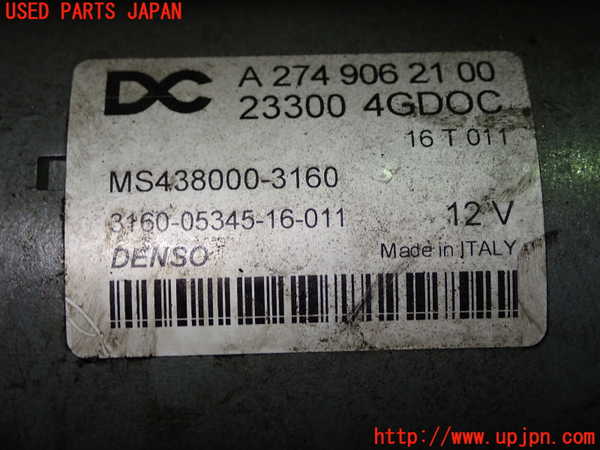 USED PARTS JAPAN
DC A 274 906 21 00
23300 4GDOC
16 T 011
MS438000-3160
3160-05345-16-011 12 V
DENSO Made in ITALY
http://www.upjpn.com/